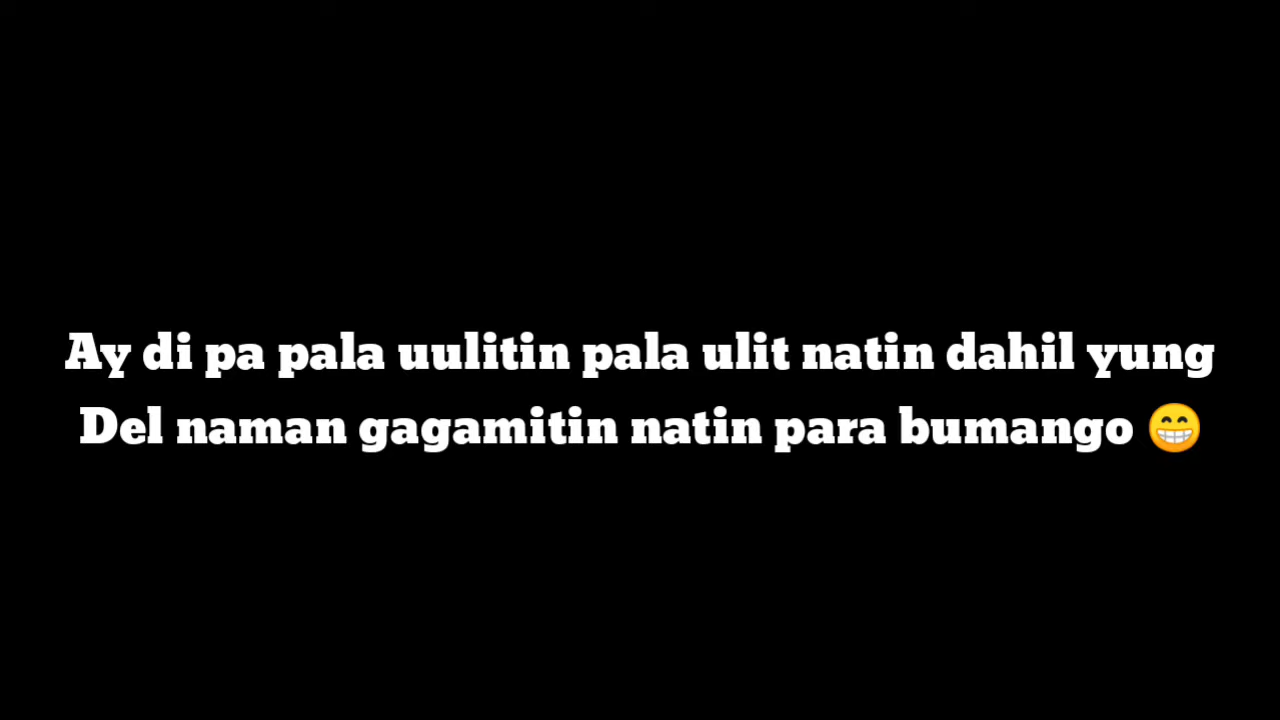 Ay di pa pala uulitin pala ulit natin dahil yung
Del naman gagamitin natin para bumango 😁